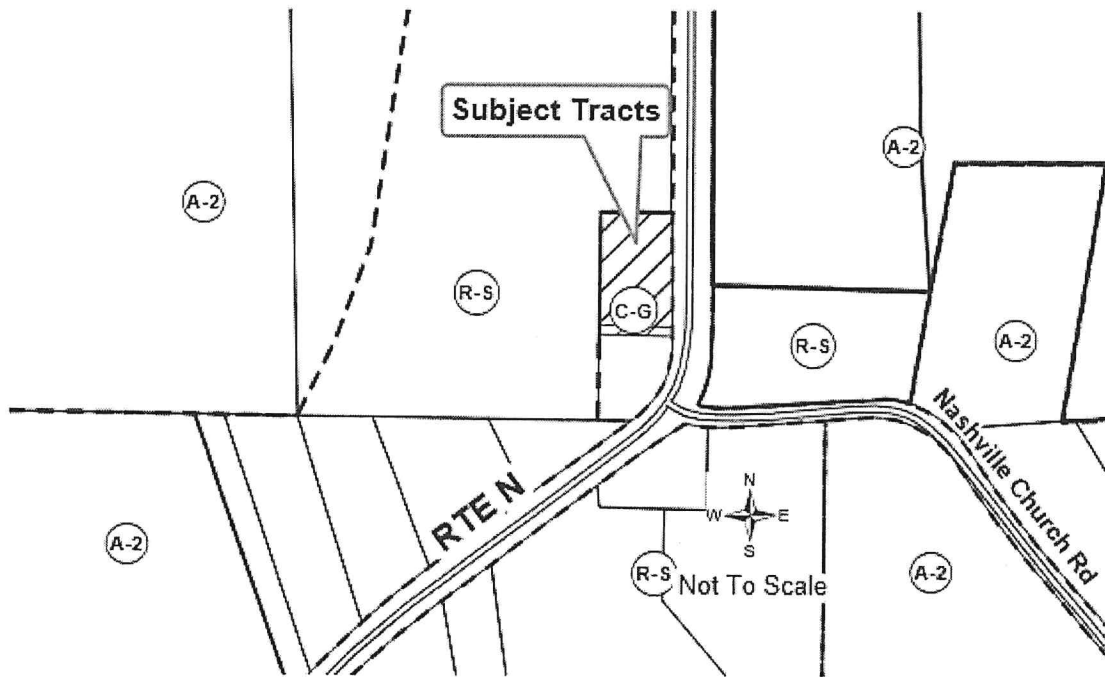 Subject Tracts
A-2
A-2
R-S
C-G
R-S
A-2
Nashville Church Rd
RTE N
N
W E
S
A-2
R-S
Not To Scale
A-2